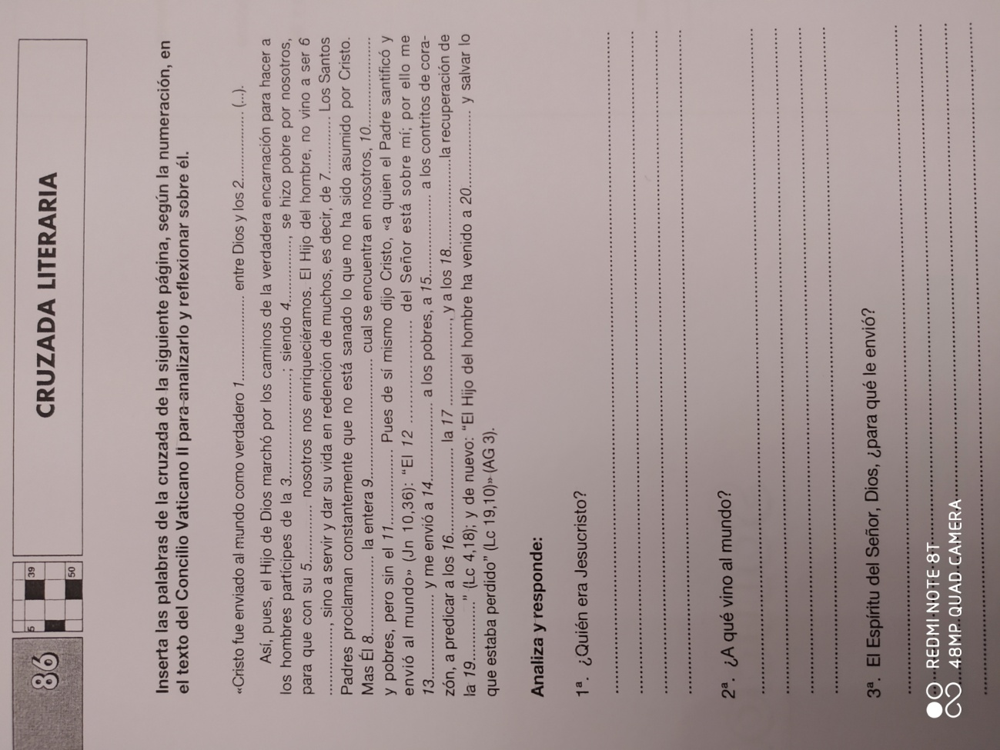 86
5
39
50
CRUZADA LITERARIA
Inserta las palabras de la cruzada de la siguiente página, según la numeración, en
el texto del Concilio Vaticano II para analizarlo y reflexionar sobre él.
«Cristo fue enviado al mundo como verdadero 1.................. entre Dios y los 2............... (...).
Así, pues, el Hijo de Dios marchó por los caminos de la verdadera encarnación para hacer a
los hombres partícipes de la 3....................; siendo 4............, se hizo pobre por nosotros,
para que con su 5............ nosotros nos enriqueciéramos. El Hijo del hombre, no vino a ser 6
............, sino a servir y dar su vida en redención de muchos, es decir, de 7............ Los Santos
Padres proclaman constantemente que no está sanado lo que no ha sido asumido por Cristo.
Mas Él 8................ la entera 9....................... cual se encuentra en nosotros, 10.................
y pobres, pero sin el 11............... Pues de sí mismo dijo Cristo, «a quien el Padre santificó y
envió al mundo» (Jn 10,36): "El 12 .................. del Señor está sobre mí; por ello me
13................ y me envió a 14............... a los pobres, a 15................ a los contritos de cora-
zón, a predicar a los 16................. la 17 ................, y a los 18.................la recuperación de
la 19............" (Lc 4,18); y de nuevo: "El Hijo del hombre ha venido a 20............... y salvar lo
que estaba perdido" (Lc 19,10)» (AG 3).
Analiza y responde:
1ª. ¿Quién era Jesucristo?
2ª. ¿A qué vino al mundo?
3ª. El Espíritu del Señor, Dios, ¿para qué le envió?
REDMI NOTE 8T
48MP QUAD CAMERA